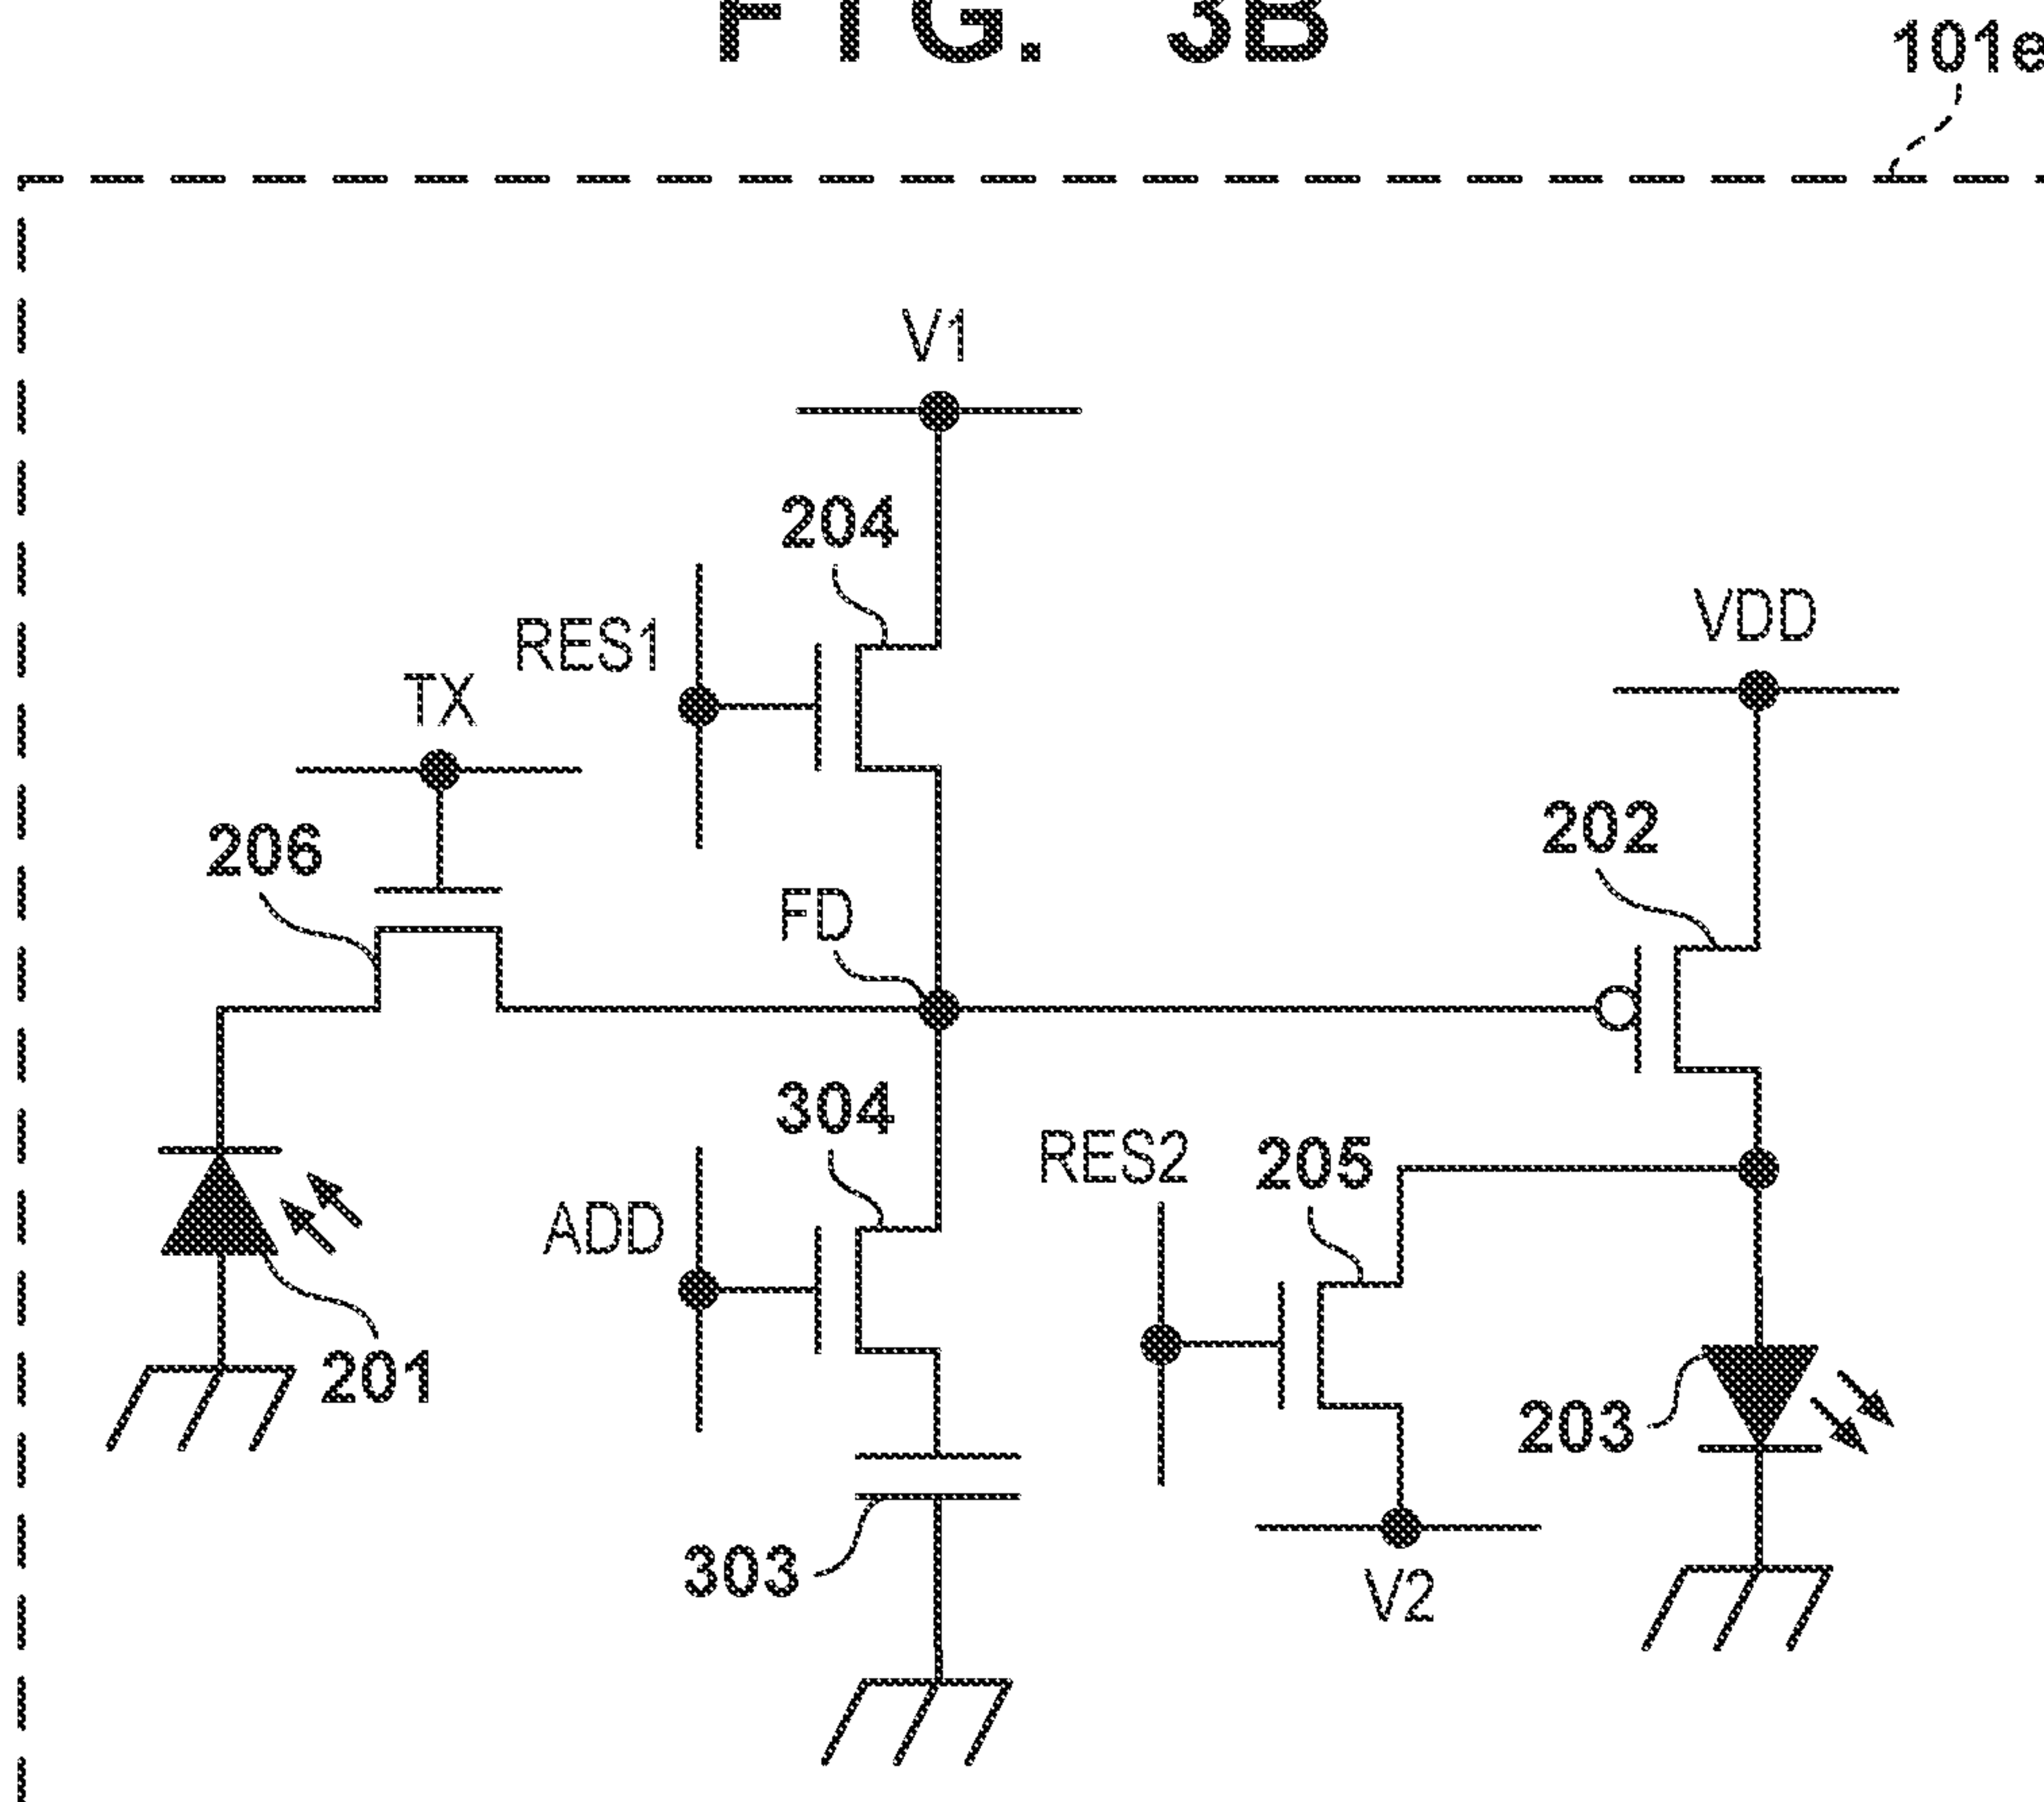 FIG. 3B
101e
V1
204
RES1
VDD
TX
202
206
FD
304
RES2
205
ADD
201
203
303
V2